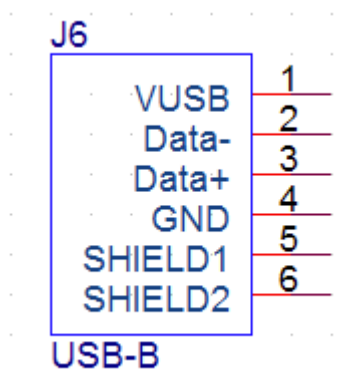 J6
VUSB 1
Data- 2
Data+ 3
GND 4
SHIELD1 5
SHIELD2 6
USB-B